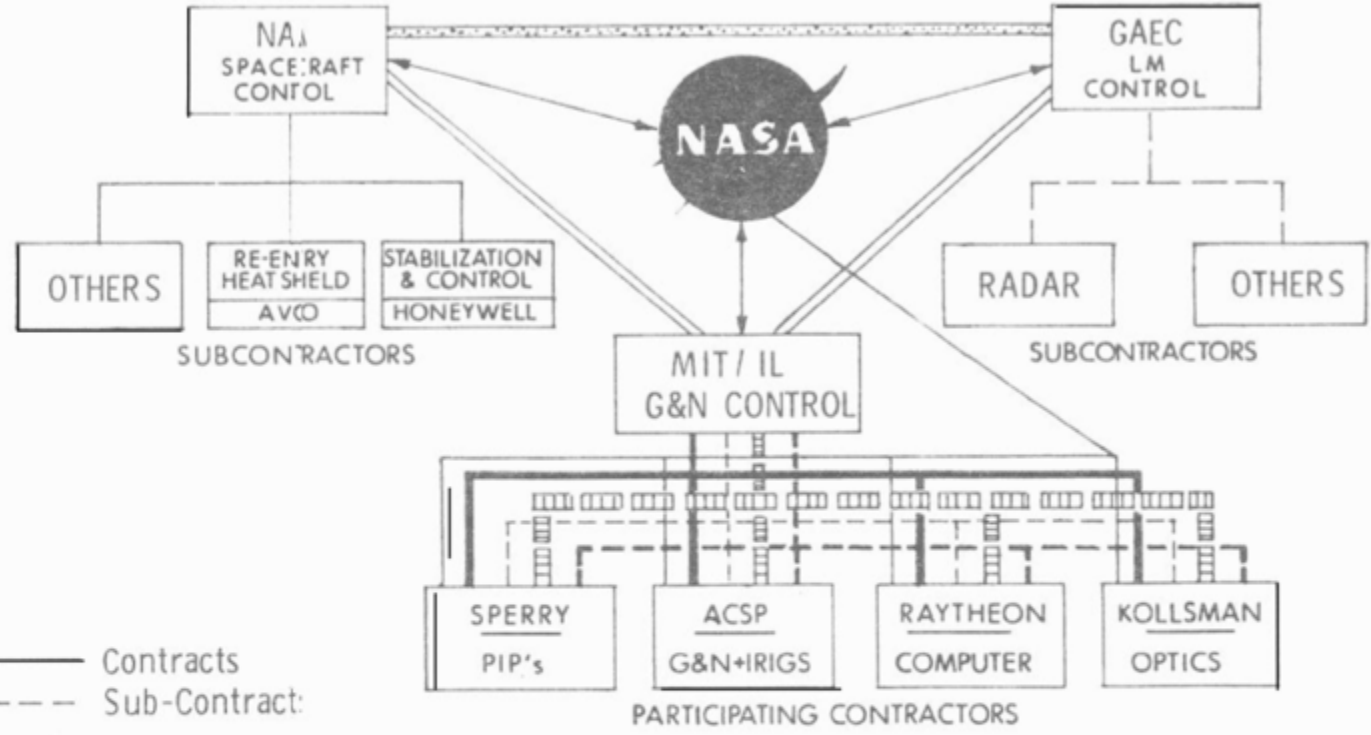 NA
SPACECRAFT
CONTOL
GAEC
LM
CONTROL
NASA
OTHERS
RE-ENRY
HEAT SHELD
AVCO
STABILIZATION
& CONTROL
HONEYWELL
SUBCONTRACTORS
RADAR
OTHERS
SUBCONTRACTORS
MIT/ IL
G&N CONTROL
SPERRY
PIP's
ACSP
G&N+IRIGS
RAYTHEON
COMPUTER
KOLLSMAN
OPTICS
PARTICIPATING CONTRACTORS
Contracts
Sub-Contract